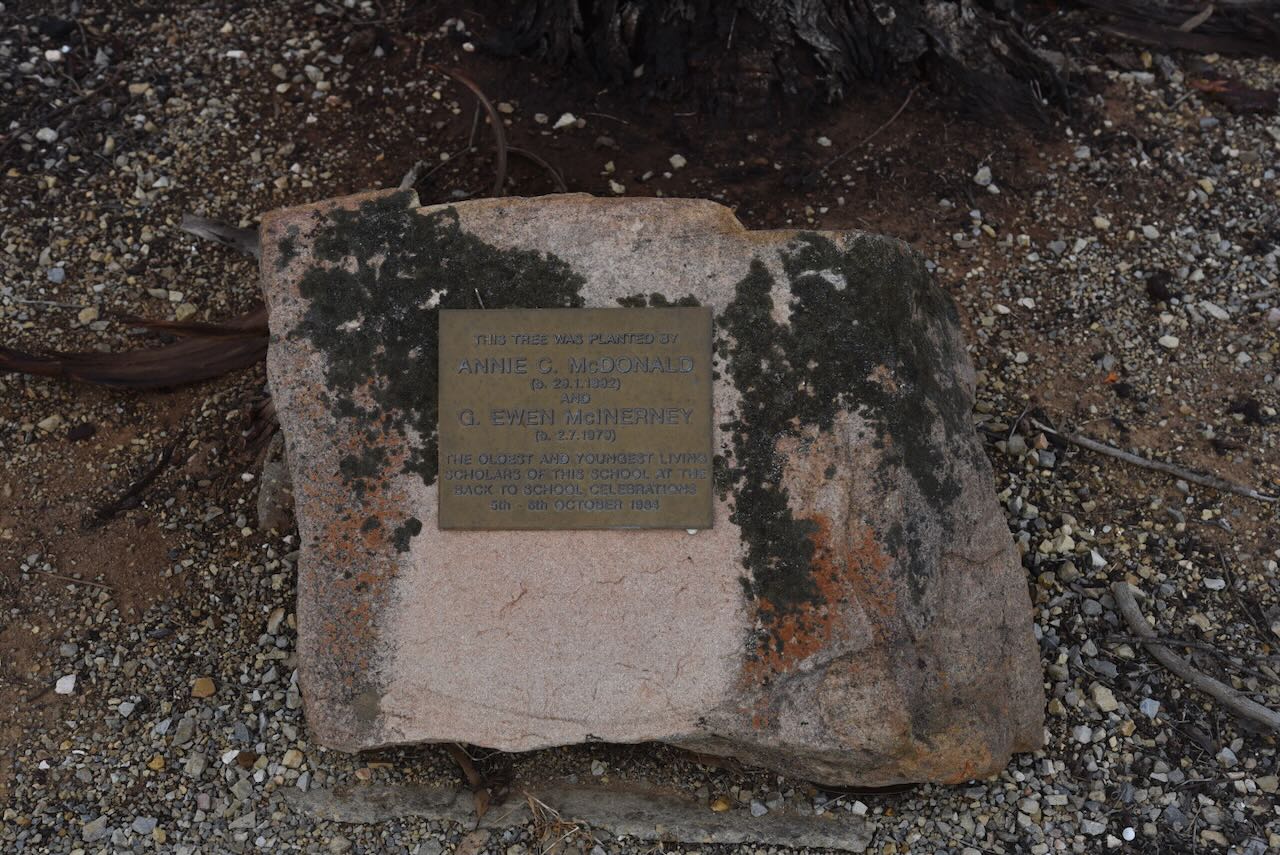 THIS TREE WAS PLANTED BY
ANNIE C. McDONALD
(b. 29.1.1892)
AND
G. EWEN McINERNEY
(b. 2.7.1979)
THE OLDEST AND YOUNGEST LIVING
SCHOLARS OF THIS SCHOOL AT THE
BACK TO SCHOOL CELEBRATIONS
5th - 8th OCTOBER 1984